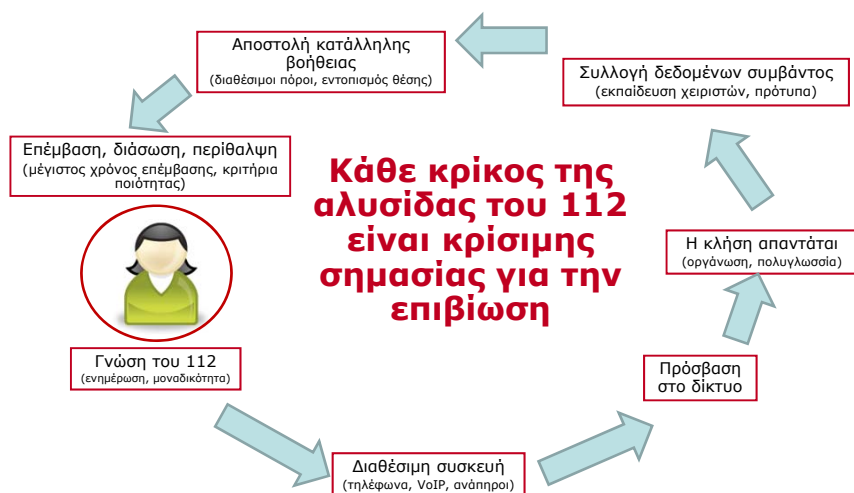 Αποστολή κατάλληλης
βοήθειας
(διαθέσιμοι πόροι, εντοπισμός θέσης)
Συλλογή δεδομένων συμβάντος
(εκπαίδευση χειριστών, πρότυπα)
Επέμβαση, διάσωση, περίθαλψη
(μέγιστος χρόνος επέμβασης, κριτήρια
ποιότητας)
Κάθε κρίκος της
αλυσίδας του 112
είναι κρίσιμης
σημασίας για την
επιβίωση
Η κλήση απαντάται
(οργάνωση, πολυγλωσσία)
Γνώση του 112
(ενημέρωση, μοναδικότητα)
Πρόσβαση
στο δίκτυο
Διαθέσιμη συσκευή
(τηλέφωνα, VoIP, ανάπηροι)